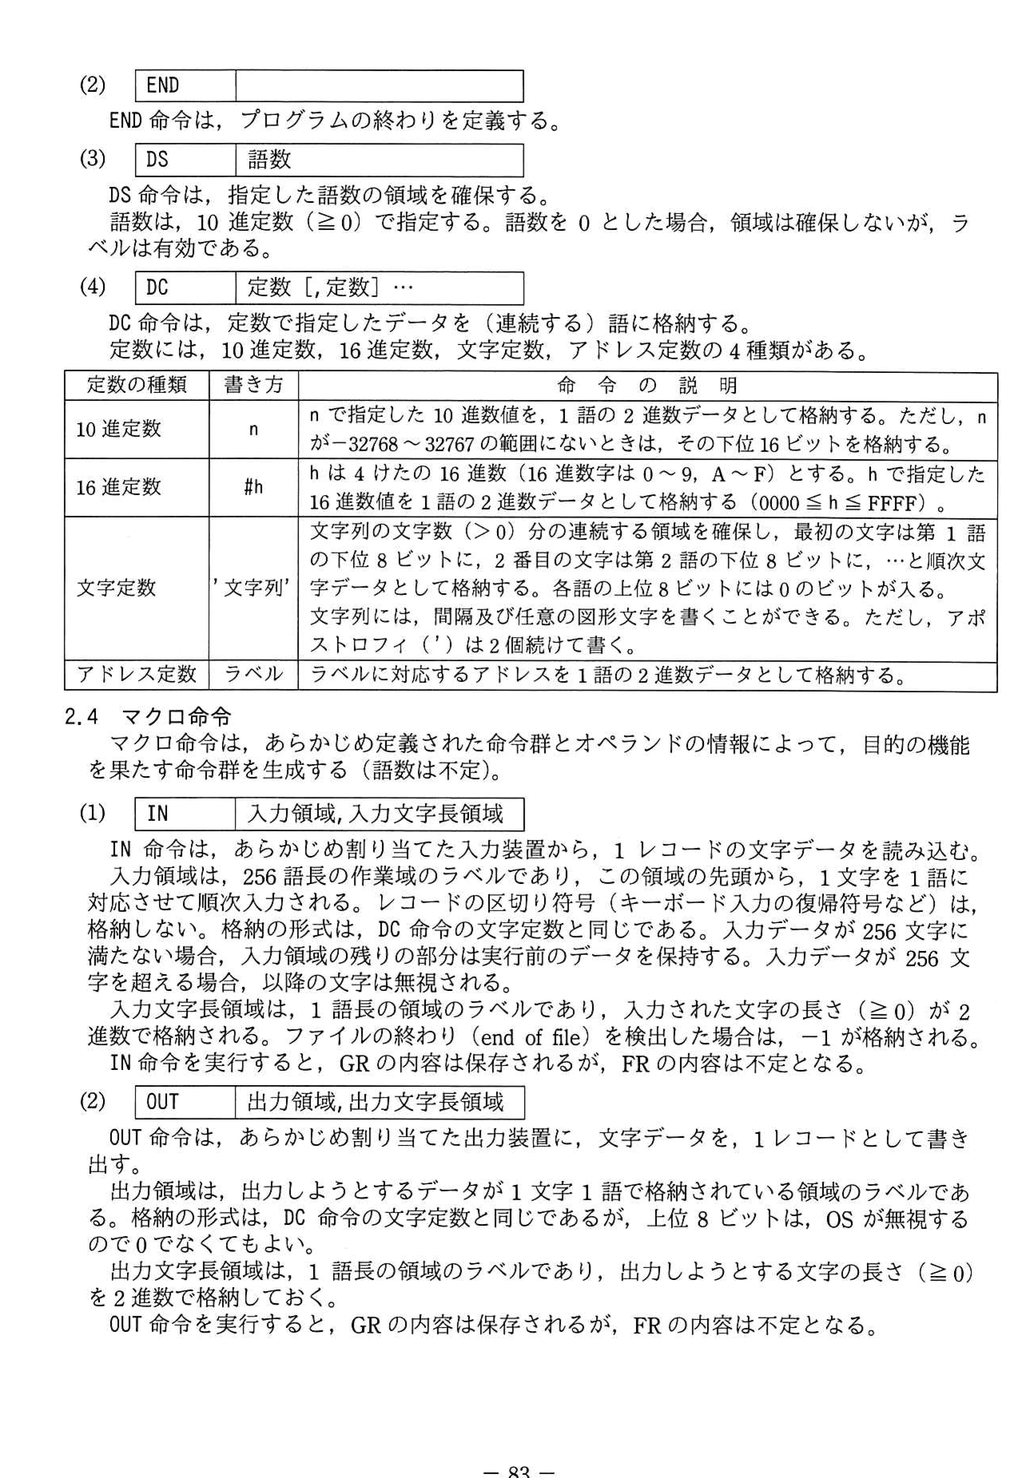 (2) END
END 命令は，プログラムの終わりを定義する。
(3) DS 語数
DS 命令は，指定した語数の領域を確保する。
語数は，10 進定数（≧0）で指定する。語数を 0 とした場合，領域は確保しないが，ラ
ベルは有効である。
(4) DC 定数［,定数］…
DC 命令は，定数で指定したデータを（連続する）語に格納する。
定数には，10 進定数，16 進定数，文字定数，アドレス定数の 4 種類がある。
定数の種類 書き方 命 令 の 説 明
10 進定数 n n で指定した 10 進数値を，1 語の 2 進数データとして格納する。ただし，n
が－32768～32767 の範囲にないときは，その下位 16 ビットを格納する。
16 進定数 #h h は 4 けたの 16 進数（16 進数字は 0～9，A～F）とする。h で指定した
16 進数値を 1 語の 2 進数データとして格納する（0000≦h≦FFFF）。
文字定数 '文字列' 文字列の文字数（＞0）分の連続する領域を確保し，最初の文字は第 1 語
の下位 8 ビットに，2 番目の文字は第 2 語の下位 8 ビットに，…と順次文
字データとして格納する。各語の上位 8 ビットには 0 のビットが入る。
文字列には，間隔及び任意の図形文字を書くことができる。ただし，アポ
ストロフィ（'）は 2 個続けて書く。
アドレス定数 ラベル ラベルに対応するアドレスを 1 語の 2 進数データとして格納する。
2.4 マクロ命令
マクロ命令は，あらかじめ定義された命令群とオペランドの情報によって，目的の機能
を果たす命令群を生成する（語数は不定）。
(1) IN 入力領域,入力文字長領域
IN 命令は，あらかじめ割り当てた入力装置から，1 レコードの文字データを読み込む。
入力領域は，256 語長の作業域のラベルであり，この領域の先頭から，1 文字を 1 語に
対応させて順次入力される。レコードの区切り符号（キーボード入力の復帰符号など）は，
格納しない。格納の形式は，DC 命令の文字定数と同じである。入力データが 256 文字に
満たない場合，入力領域の残りの部分は実行前のデータを保持する。入力データが 256 文
字を超える場合，以降の文字は無視される。
入力文字長領域は，1 語長の領域のラベルであり，入力された文字の長さ（≧0）が 2
進数で格納される。ファイルの終わり（end of file）を検出した場合は，－1 が格納される。
IN 命令を実行すると，GR の内容は保存されるが，FR の内容は不定となる。
(2) OUT 出力領域,出力文字長領域
OUT 命令は，あらかじめ割り当てた出力装置に，文字データを，1 レコードとして書き
出す。
出力領域は，出力しようとするデータが 1 文字 1 語で格納されている領域のラベルであ
る。格納の形式は，DC 命令の文字定数と同じであるが，上位 8 ビットは，OS が無視する
ので 0 でなくてもよい。
出力文字長領域は，1 語長の領域のラベルであり，出力しようとする文字の長さ（≧0）
を 2 進数で格納しておく。
OUT 命令を実行すると，GR の内容は保存されるが，FR の内容は不定となる。
－ 83 －